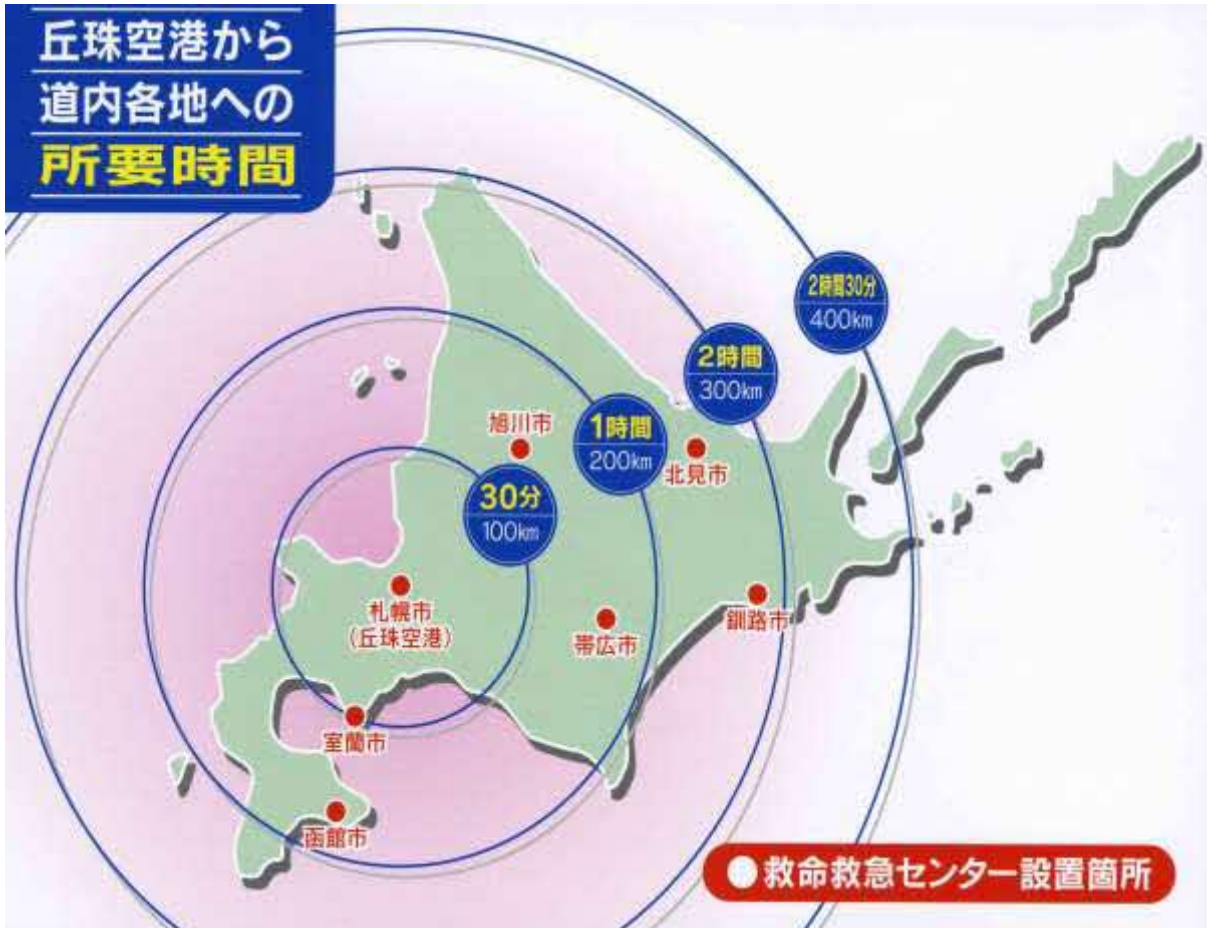 丘珠空港から
道内各地への
所要時間
2時間30分
400km
2時間
300km
1時間
200km
30分
100km
旭川市
北見市
札幌市
(丘珠空港)
帯広市
釧路市
室蘭市
函館市
●救命救急センター設置箇所